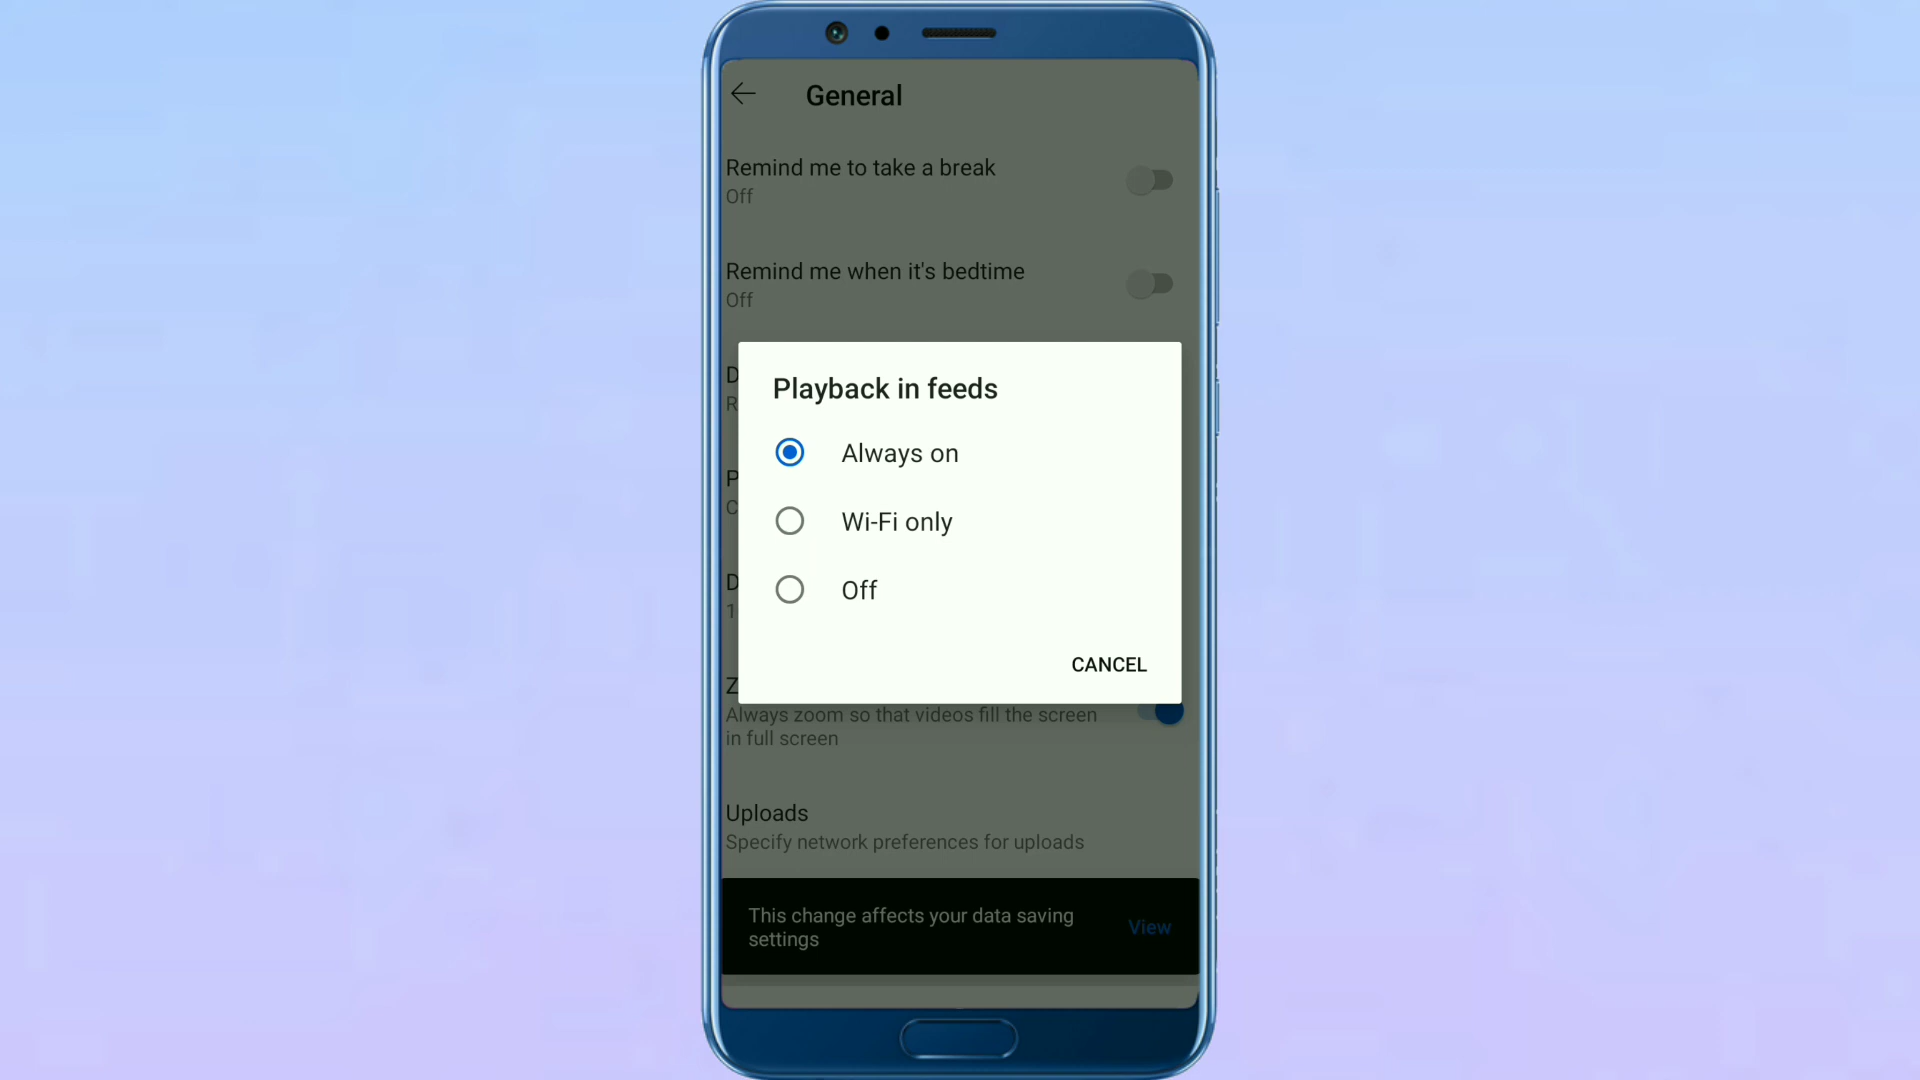 General
Remind me to take a break
Off
Remind me when it's bedtime
Off
Playback in feeds
Always on
Wi-Fi only
Off
CANCEL
Always zoom so that videos fill the screen
in full screen
Uploads
Specify network preferences for uploads
This change affects your data saving
settings
View